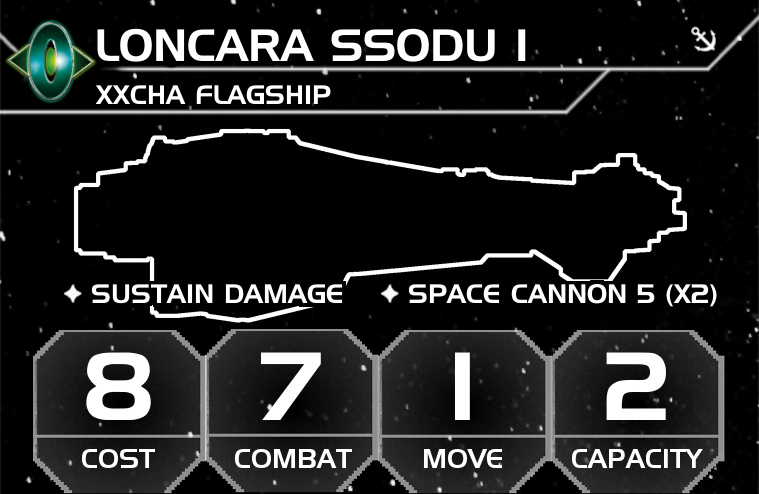 LONCARA SSODU I
XXCHA FLAGSHIP
SUSTAIN DAMAGE SPACE CANNON 5 (X2)
8 7 1 2
COST COMBAT MOVE CAPACITY